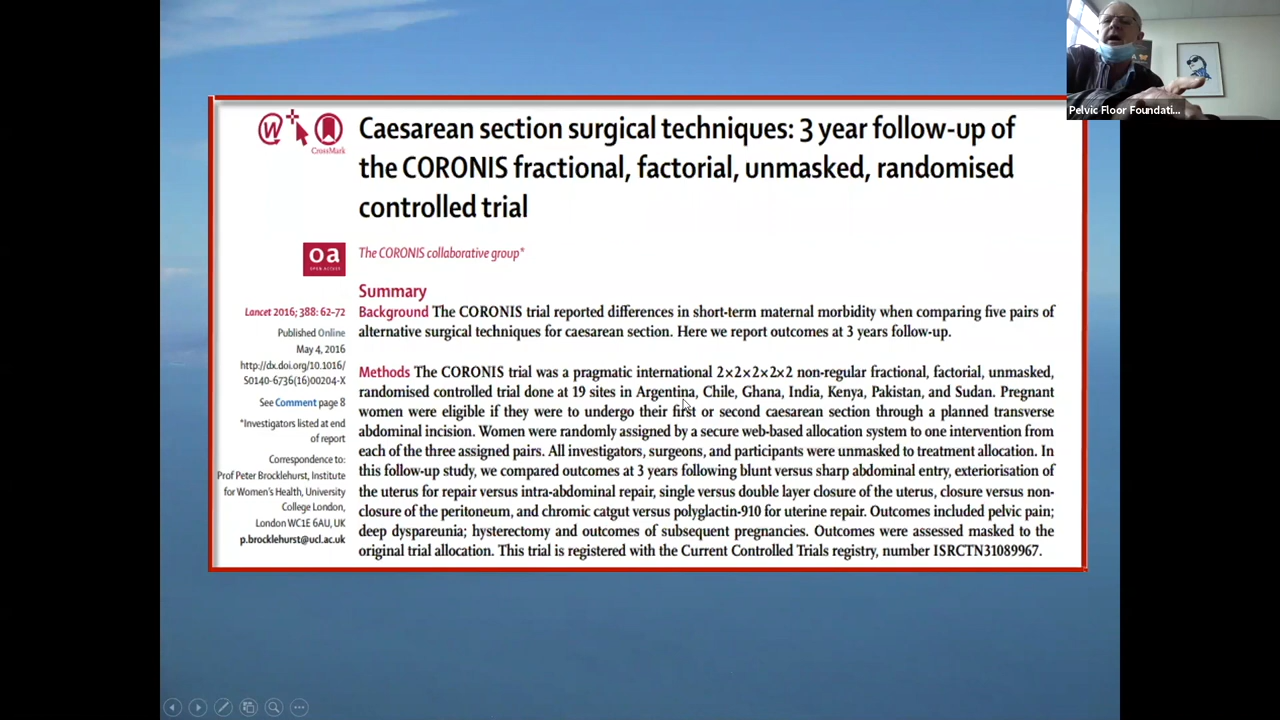 Pelvic Floor Foundati...
W
CrossMark
Caesarean section surgical techniques: 3 year follow-up of
the CORONIS fractional, factorial, unmasked, randomised
controlled trial
oa
OPEN ACCESS
The CORONIS collaborative group*
Summary
Background The CORONIS trial reported differences in short-term maternal morbidity when comparing five pairs of
alternative surgical techniques for caesarean section. Here we report outcomes at 3 years follow-up.
Lancet 2016; 388: 62–72
Published Online
May 4, 2016
http://dx.doi.org/10.1016/
S0140-6736(16)00204-X
See Comment page 8
*Investigators listed at end
of report
Correspondence to:
Prof Peter Brocklehurst, Institute
for Women's Health, University
College London,
London WC1E 6AU, UK
p.brocklehurst@ucl.ac.uk
Methods The CORONIS trial was a pragmatic international 2×2×2×2×2 non-regular fractional, factorial, unmasked,
randomised controlled trial done at 19 sites in Argentina, Chile, Ghana, India, Kenya, Pakistan, and Sudan. Pregnant
women were eligible if they were to undergo their first or second caesarean section through a planned transverse
abdominal incision. Women were randomly assigned by a secure web-based allocation system to one intervention from
each of the three assigned pairs. All investigators, surgeons, and participants were unmasked to treatment allocation. In
this follow-up study, we compared outcomes at 3 years following blunt versus sharp abdominal entry, exteriorisation of
the uterus for repair versus intra-abdominal repair, single versus double layer closure of the uterus, closure versus non-
closure of the peritoneum, and chromic catgut versus polyglactin-910 for uterine repair. Outcomes included pelvic pain;
deep dyspareunia; hysterectomy and outcomes of subsequent pregnancies. Outcomes were assessed masked to the
original trial allocation. This trial is registered with the Current Controlled Trials registry, number ISRCTN31089967.